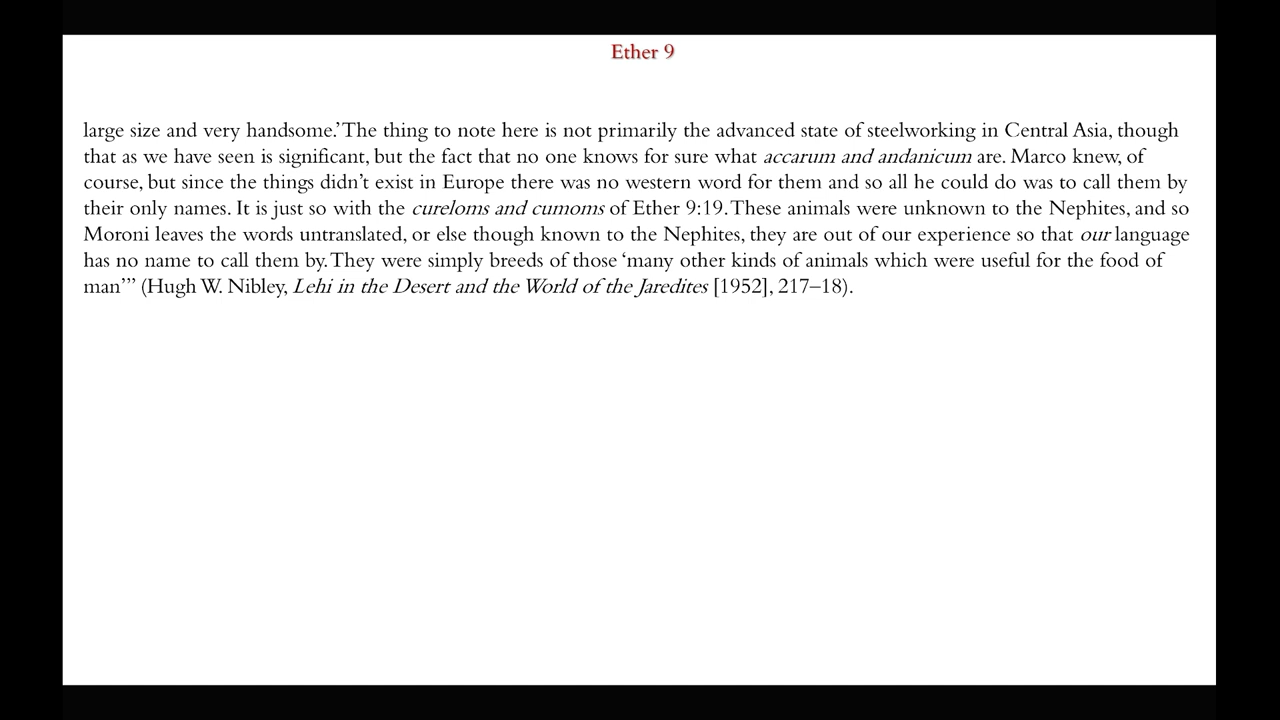 Ether 9
large size and very handsome.’ The thing to note here is not primarily the advanced state of steelworking in Central Asia, though
that as we have seen is significant, but the fact that no one knows for sure what accarum and andanicum are. Marco knew, of
course, but since the things didn’t exist in Europe there was no western word for them and so all he could do was to call them by
their only names. It is just so with the cureloms and cumoms of Ether 9:19. These animals were unknown to the Nephites, and so
Moroni leaves the words untranslated, or else though known to the Nephites, they are out of our experience so that our language
has no name to call them by. They were simply breeds of those ‘many other kinds of animals which were useful for the food of
man’” (Hugh W. Nibley, Lehi in the Desert and the World of the Jaredites [1952], 217–18).